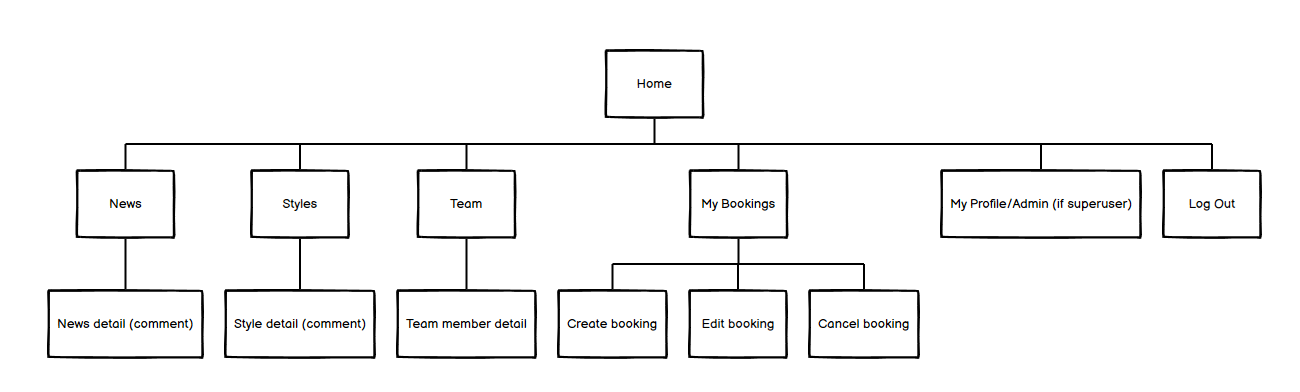 Home
News
Styles
Team
My Bookings
My Profile/Admin (if superuser)
Log Out
News detail (comment)
Style detail (comment)
Team member detail
Create booking
Edit booking
Cancel booking